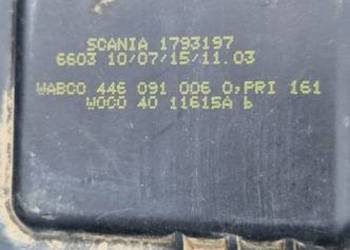 SCANIA 1793197
6603 10/07/15/11.03
WABCO 446 091 006 0,PRI 161
WOCO 40 11615A b